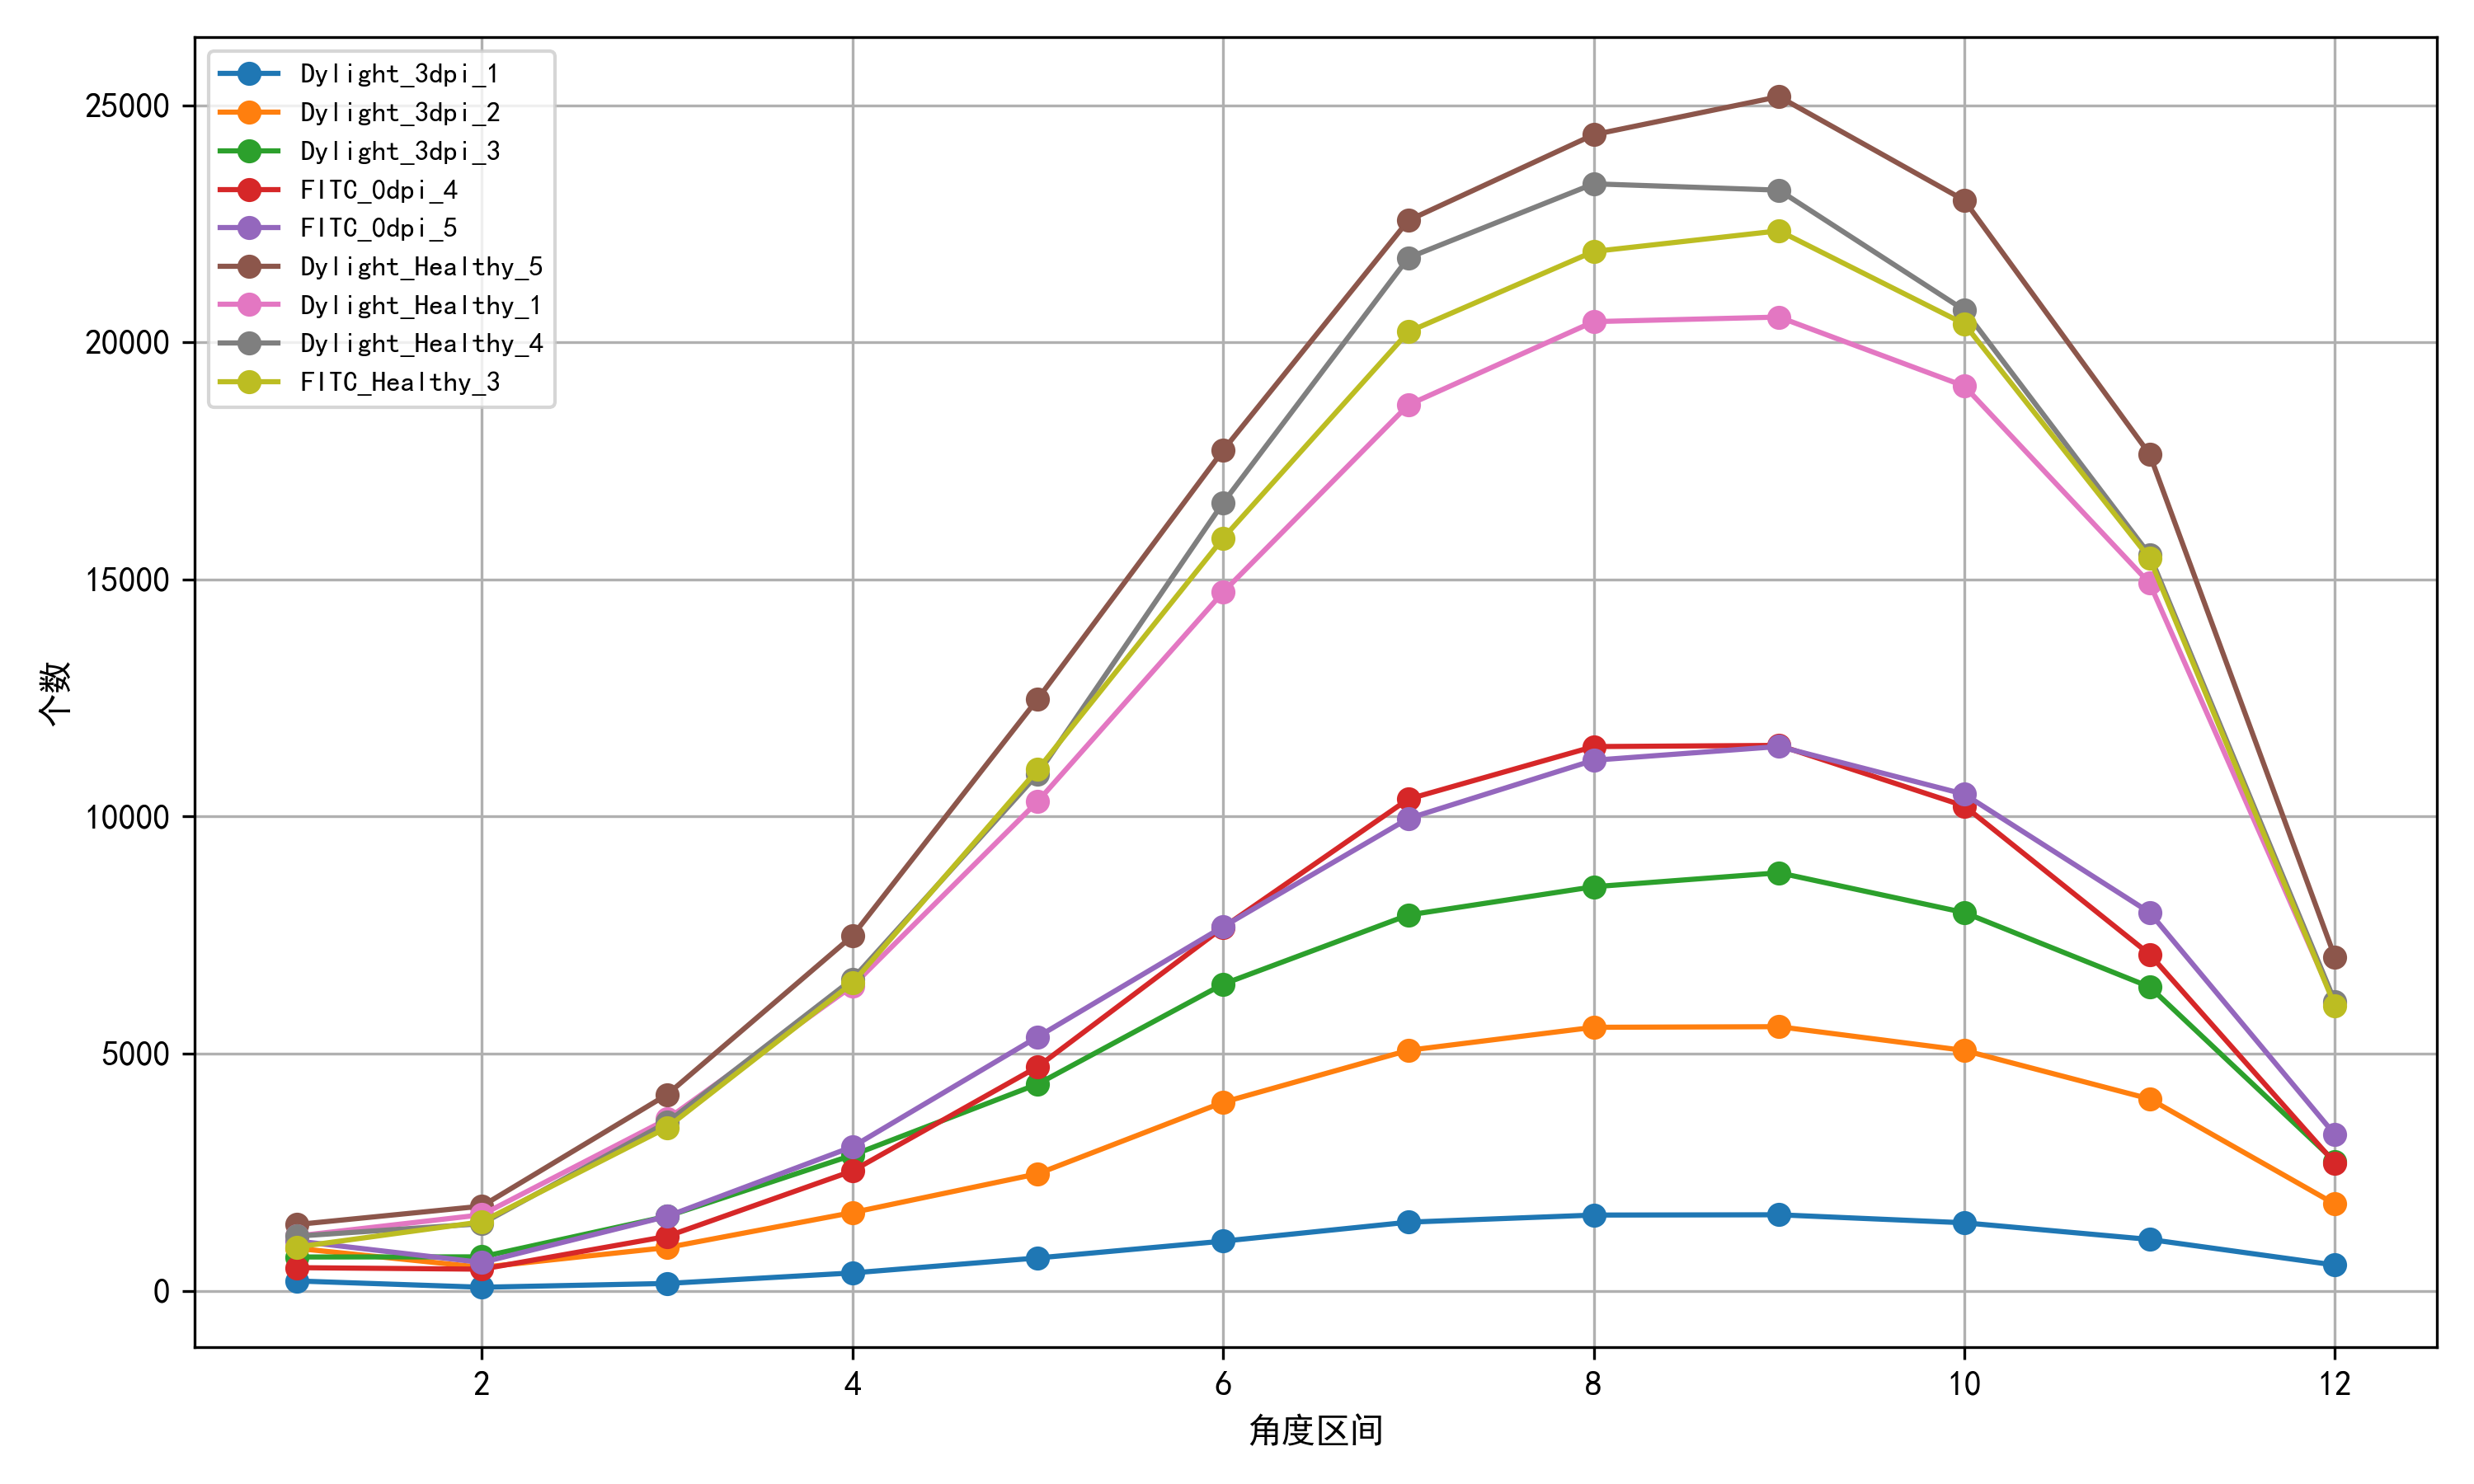 Dylight_3dpi_1
Dylight_3dpi_2
Dylight_3dpi_3
FITC_0dpi_4
FITC_0dpi_5
Dylight_Healthy_5
Dylight_Healthy_1
Dylight_Healthy_4
FITC_Healthy_3
25000
20000
15000
10000
5000
0
个数
2 4 6 8 10 12
角度区间